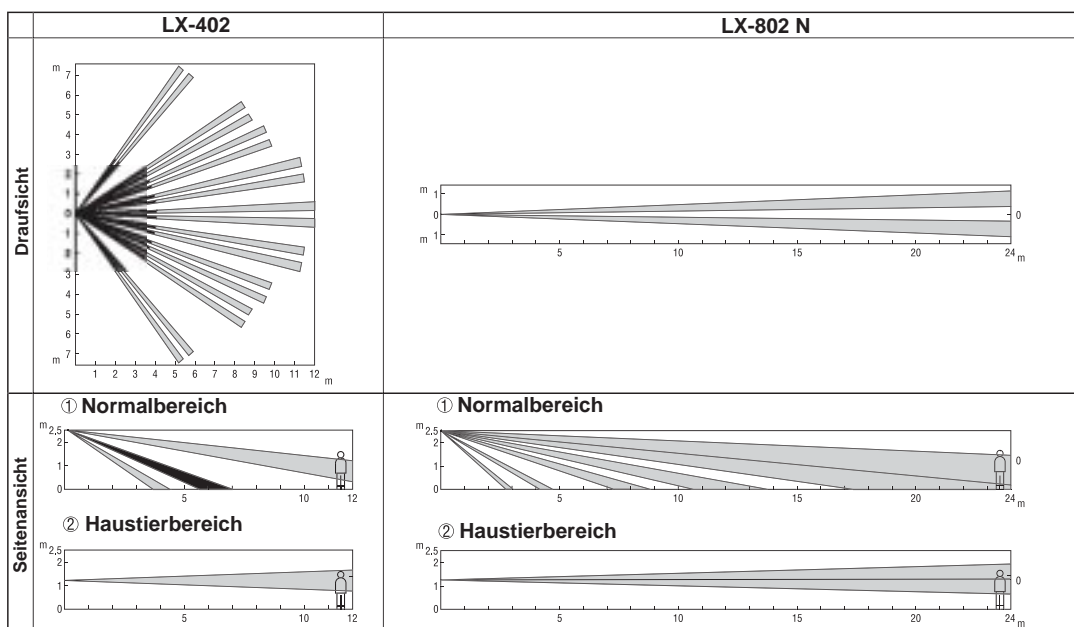 LX-402
LX-802 N
Draufsicht
m
7
6
5
4
3
2
1
0
1
2
3
4
5
6
m 7
1 2 3 4 5 6 7 8 9 10 11 12
m
m
1
0
m 1
0
5 10 15 20 24 m
Seitenansicht
① Normalbereich
m
2,5
2
1
0
5 10 12
① Normalbereich
m
2,5
2
1
0
0
5 10 15 20 24
m
② Haustierbereich
m
2,5
2
1
0
5 10 12
m
② Haustierbereich
m
2,5
2
1
0
0
5 10 15 20 24
m